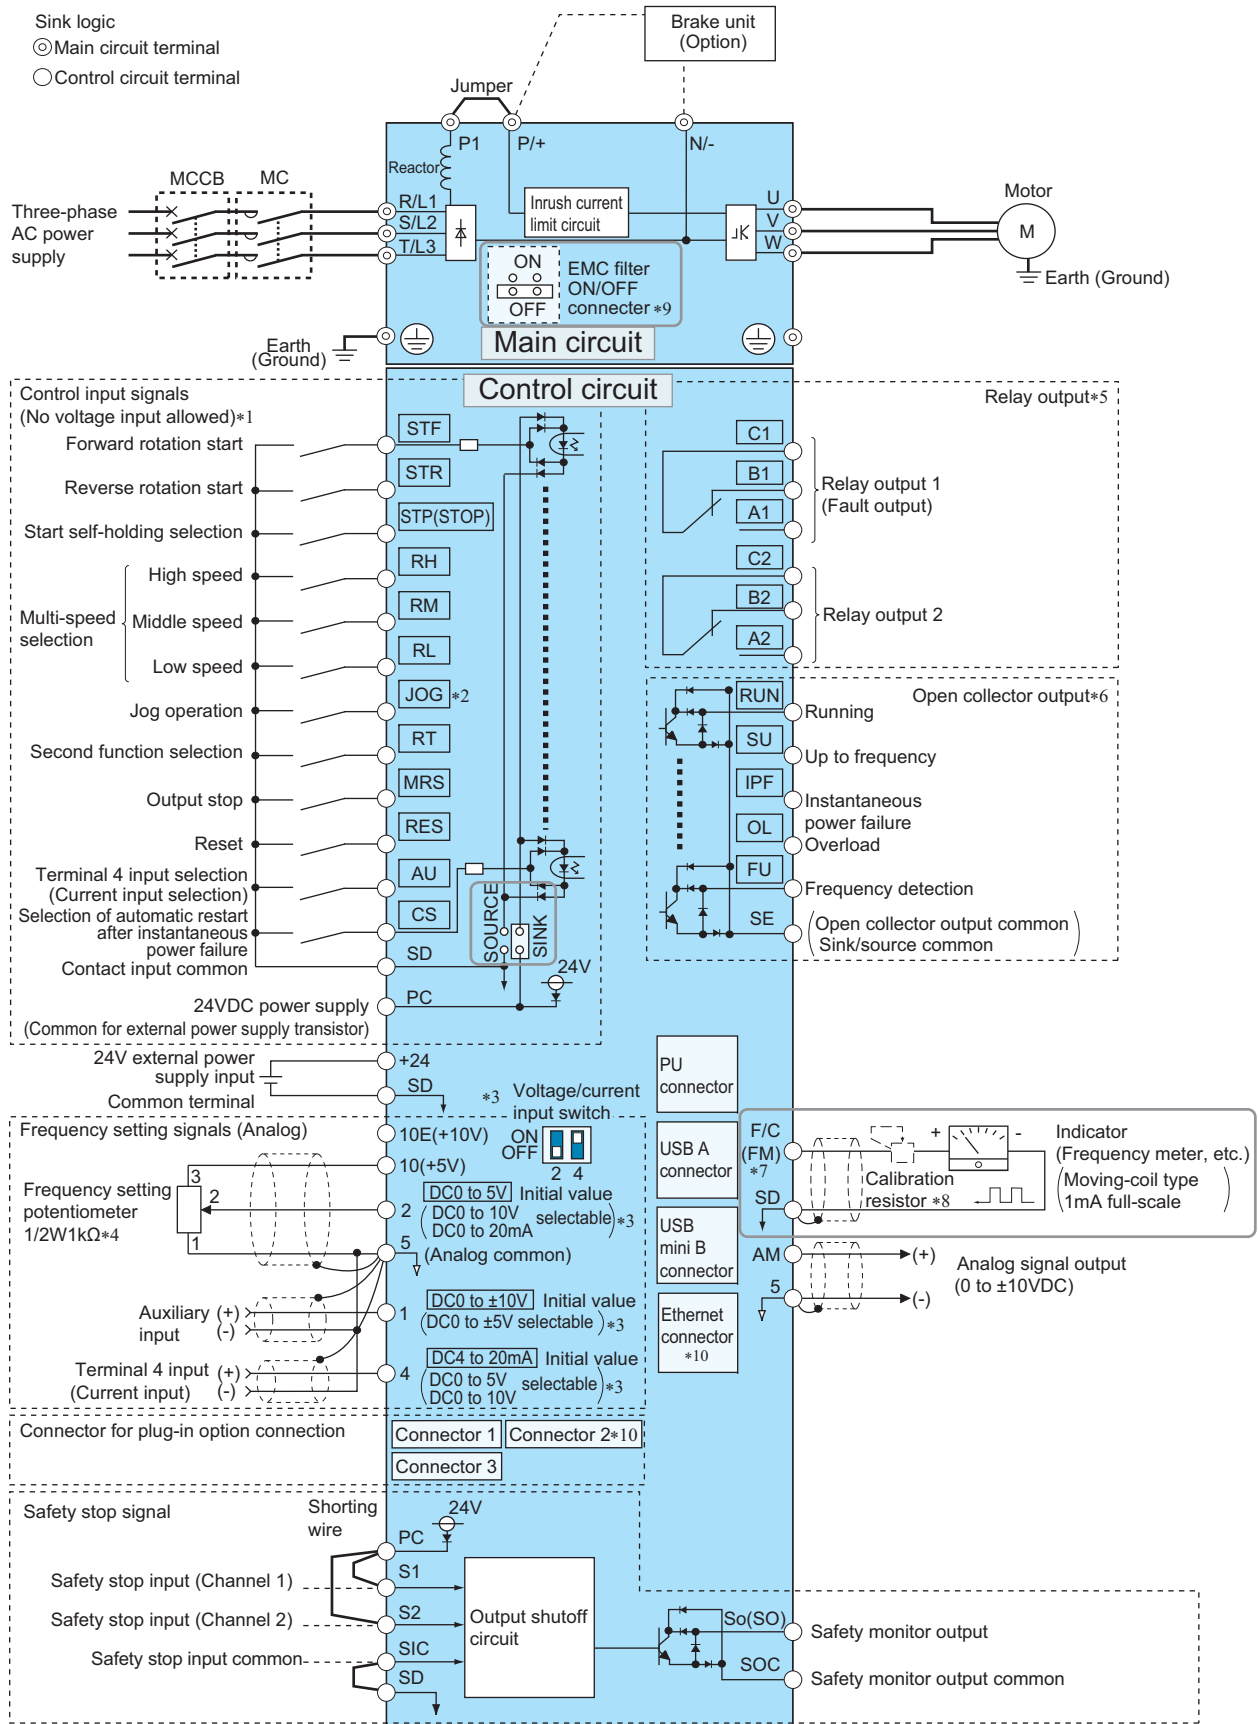 Sink logic
Main circuit terminal
Control circuit terminal
Brake unit
(Option)
Jumper
P1
P/+
N/-
Reactor
MCCB
MC
Three-phase
AC power
supply
R/L1
S/L2
T/L3
Inrush current
limit circuit
U
V
W
Motor
M
Earth (Ground)
ON
OFF
EMC filter
ON/OFF
connecter *9
Earth
(Ground)
Main circuit
Control circuit
Control input signals
(No voltage input allowed)*1
Forward rotation start
STF
Reverse rotation start
STR
Start self-holding selection
STP(STOP)
Multi-speed
selection
High speed
RH
Middle speed
RM
Low speed
RL
Jog operation
JOG *2
Second function selection
RT
Output stop
MRS
Reset
RES
Terminal 4 input selection
(Current input selection)
AU
Selection of automatic restart
after instantaneous
power failure
CS
Contact input common
SD
SOURCE
SINK
24V
24VDC power supply
(Common for external power supply transistor)
PC
Relay output*5
C1
B1
A1
Relay output 1
(Fault output)
C2
B2
A2
Relay output 2
Open collector output*6
RUN
Running
SU
Up to frequency
IPF
Instantaneous
power failure
OL
Overload
FU
Frequency detection
SE
(Open collector output common
Sink/source common)
24V external power
supply input
+24
Common terminal
SD
*3
Voltage/current
input switch
ON
OFF
2 4
Frequency setting signals (Analog)
10E(+10V)
10(+5V)
Frequency setting
potentiometer
1/2W1kΩ*4
3
2
1
2
DC0 to 5V Initial value
(DC0 to 10V
DC0 to 20mA selectable)*3
5
(Analog common)
Auxiliary (+)
input (-)
1
DC0 to ±10V Initial value
(DC0 to ±5V selectable)*3
Terminal 4 input (+)
(Current input) (-)
4
DC4 to 20mA Initial value
(DC0 to 5V
DC0 to 10V selectable)*3
PU
connector
USB A
connector
USB
mini B
connector
Ethernet
connector
*10
F/C
(FM)
*7
SD
Calibration
resistor *8
+
-
Indicator
(Frequency meter, etc.)
(Moving-coil type
1mA full-scale)
AM
(+)
5
(-)
Analog signal output
(0 to ±10VDC)
Connector for plug-in option connection
Connector 1
Connector 2*10
Connector 3
Safety stop signal
Shorting
wire
24V
PC
Safety stop input (Channel 1)
S1
Safety stop input (Channel 2)
S2
Safety stop input common
SIC
SD
Output shutoff
circuit
So(SO)
Safety monitor output
SOC
Safety monitor output common